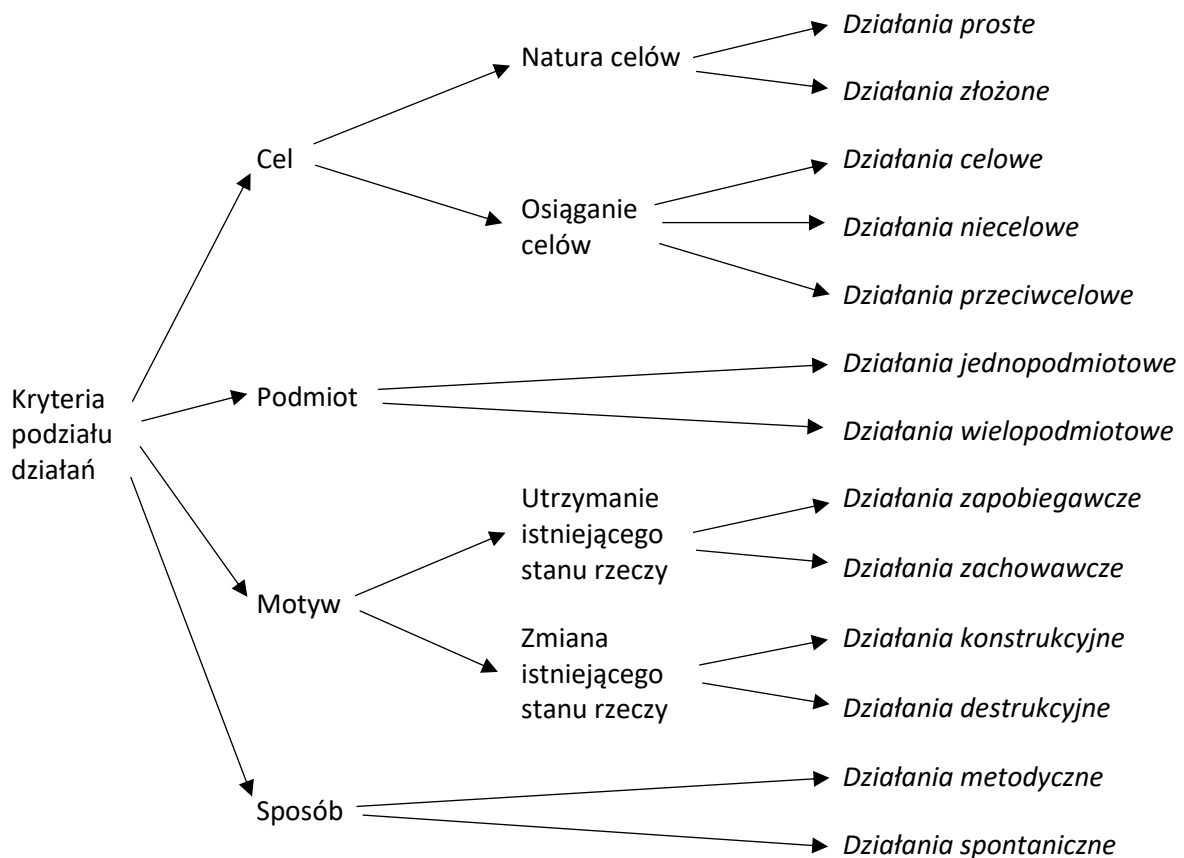 Kryteria
podziału
działań
Cel
Natura celów
Działania proste
Działania złożone
Osiąganie
celów
Działania celowe
Działania niecelowe
Działania przeciwcelowe
Podmiot
Działania jednopodmiotowe
Działania wielopodmiotowe
Motyw
Utrzymanie
istniejącego
stanu rzeczy
Działania zapobiegawcze
Działania zachowawcze
Zmiana
istniejącego
stanu rzeczy
Działania konstrukcyjne
Działania destrukcyjne
Sposób
Działania metodyczne
Działania spontaniczne